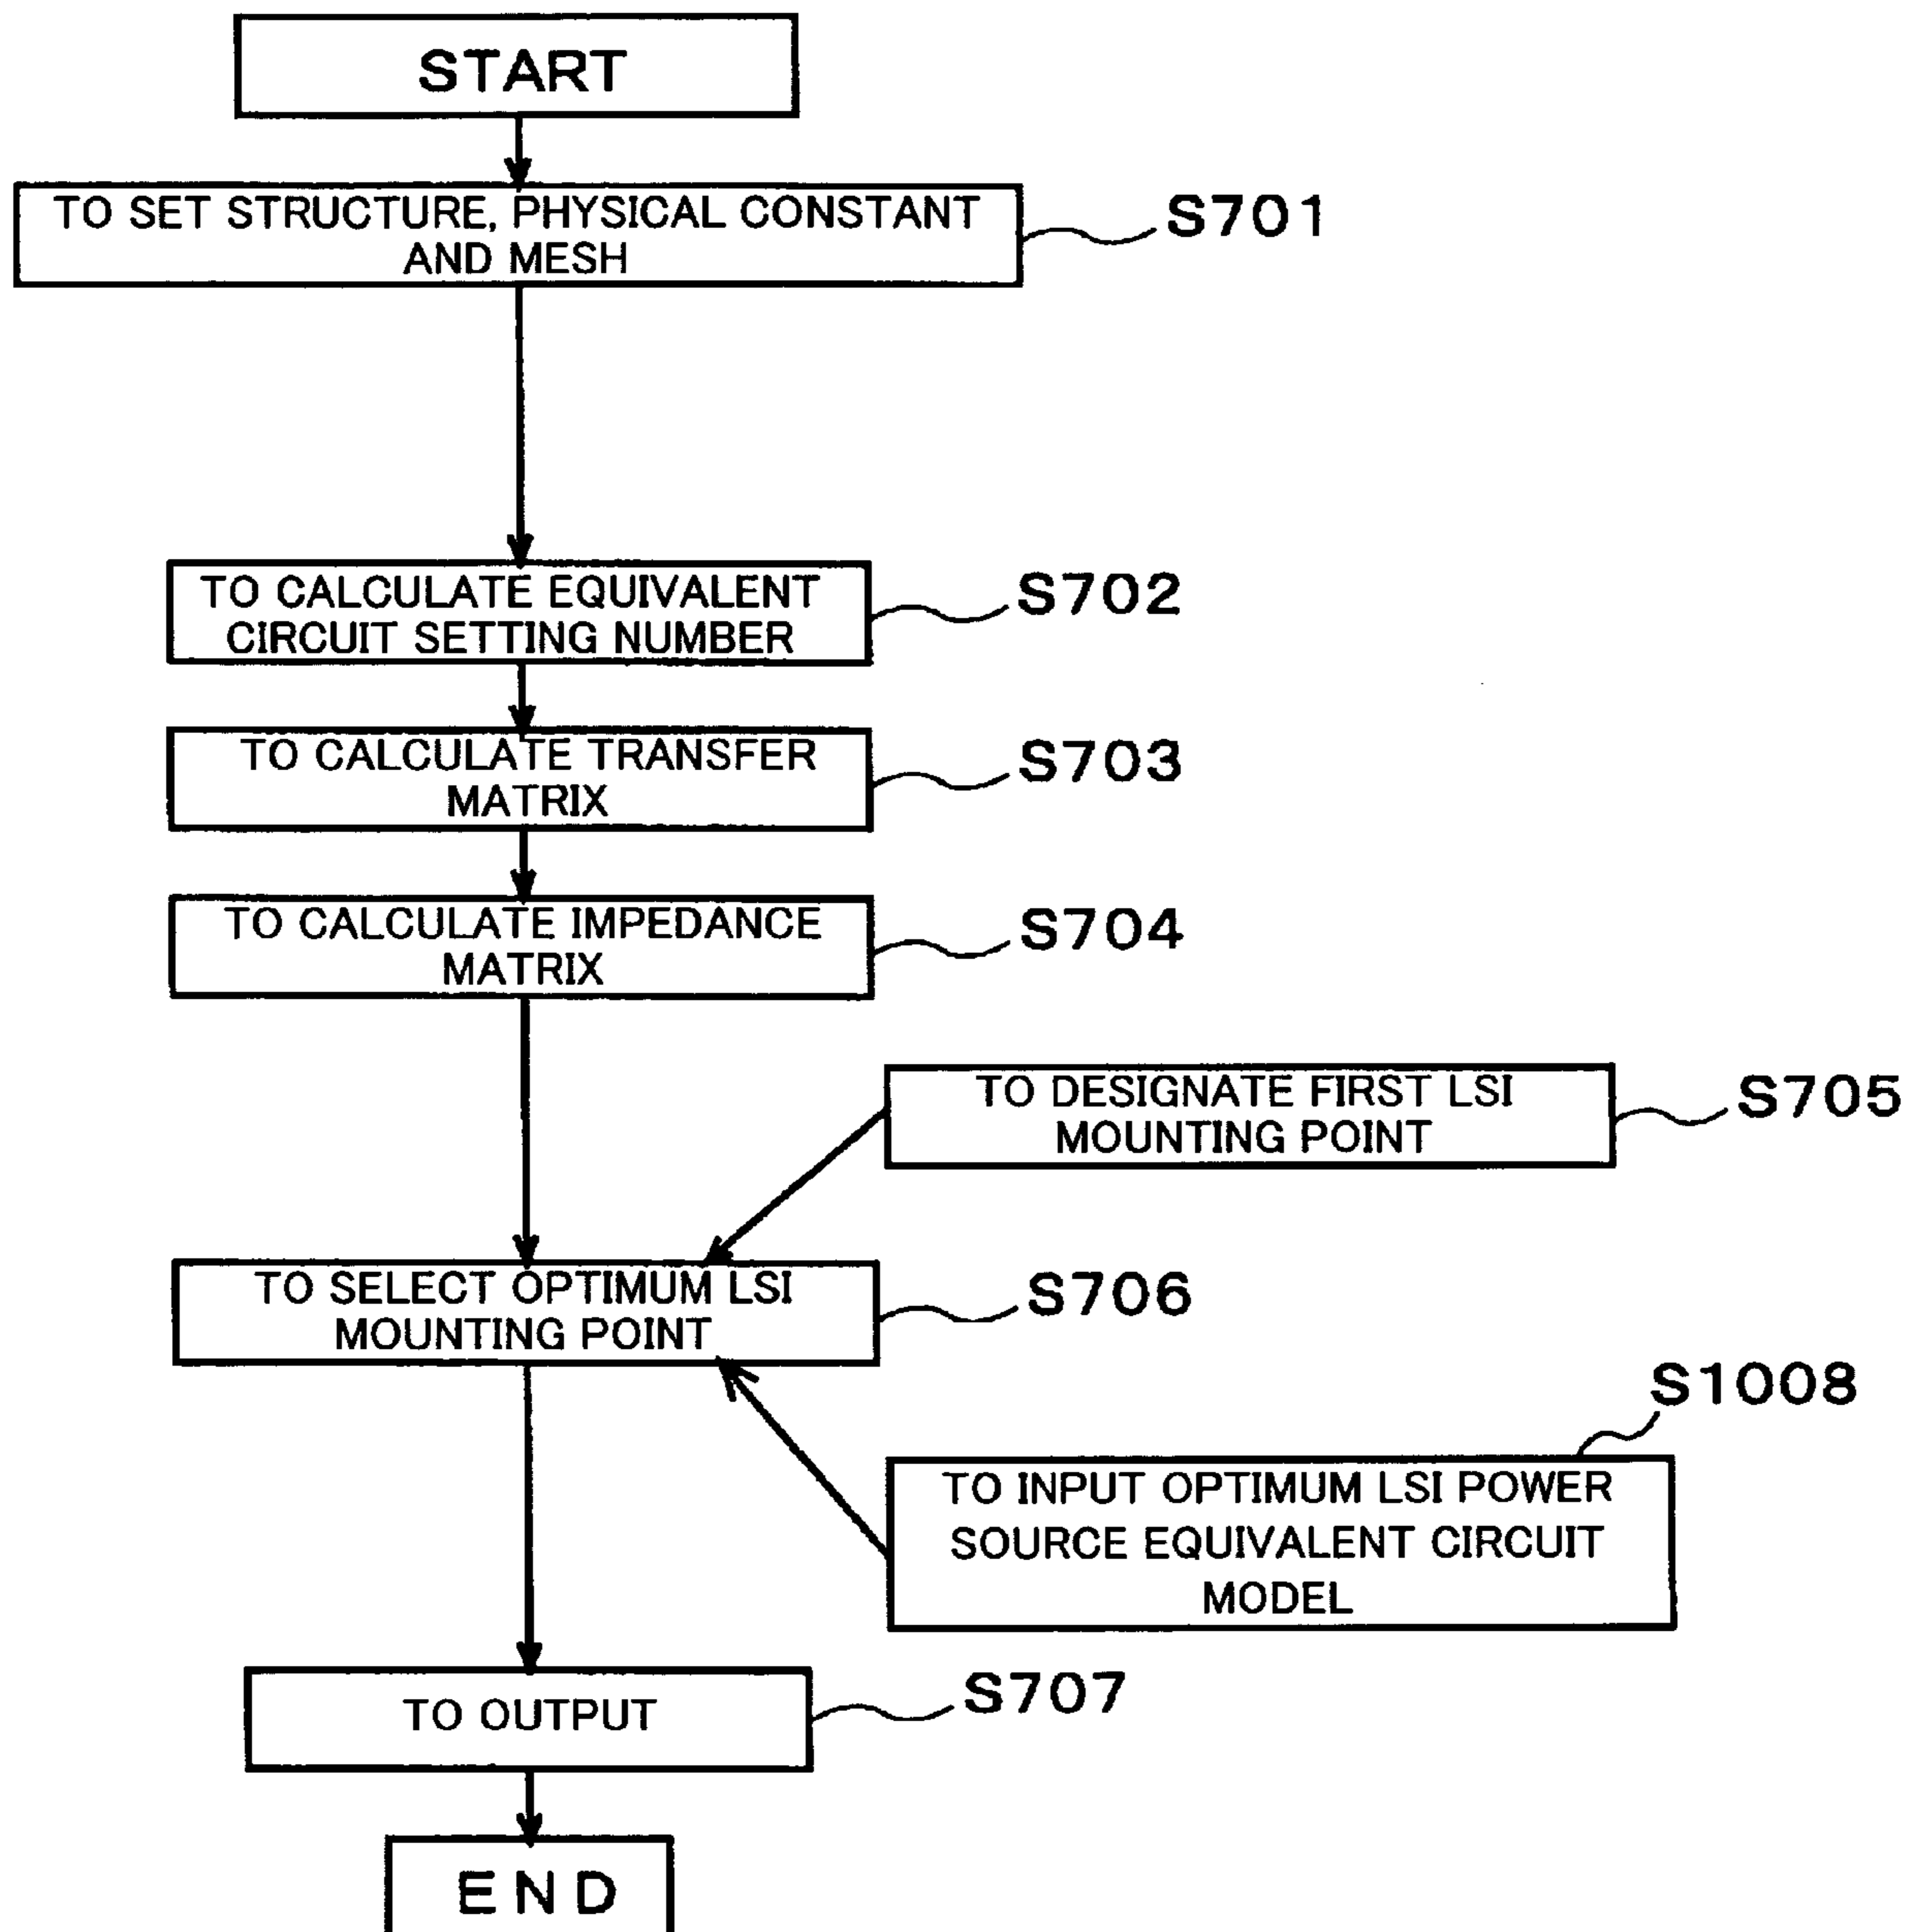 START
TO SET STRUCTURE, PHYSICAL CONSTANT
AND MESH
S701
TO CALCULATE EQUIVALENT
CIRCUIT SETTING NUMBER
S702
TO CALCULATE TRANSFER
MATRIX
S703
TO CALCULATE IMPEDANCE
MATRIX
S704
TO DESIGNATE FIRST LSI
MOUNTING POINT
S705
TO SELECT OPTIMUM LSI
MOUNTING POINT
S706
S1008
TO INPUT OPTIMUM LSI POWER
SOURCE EQUIVALENT CIRCUIT
MODEL
TO OUTPUT
S707
END